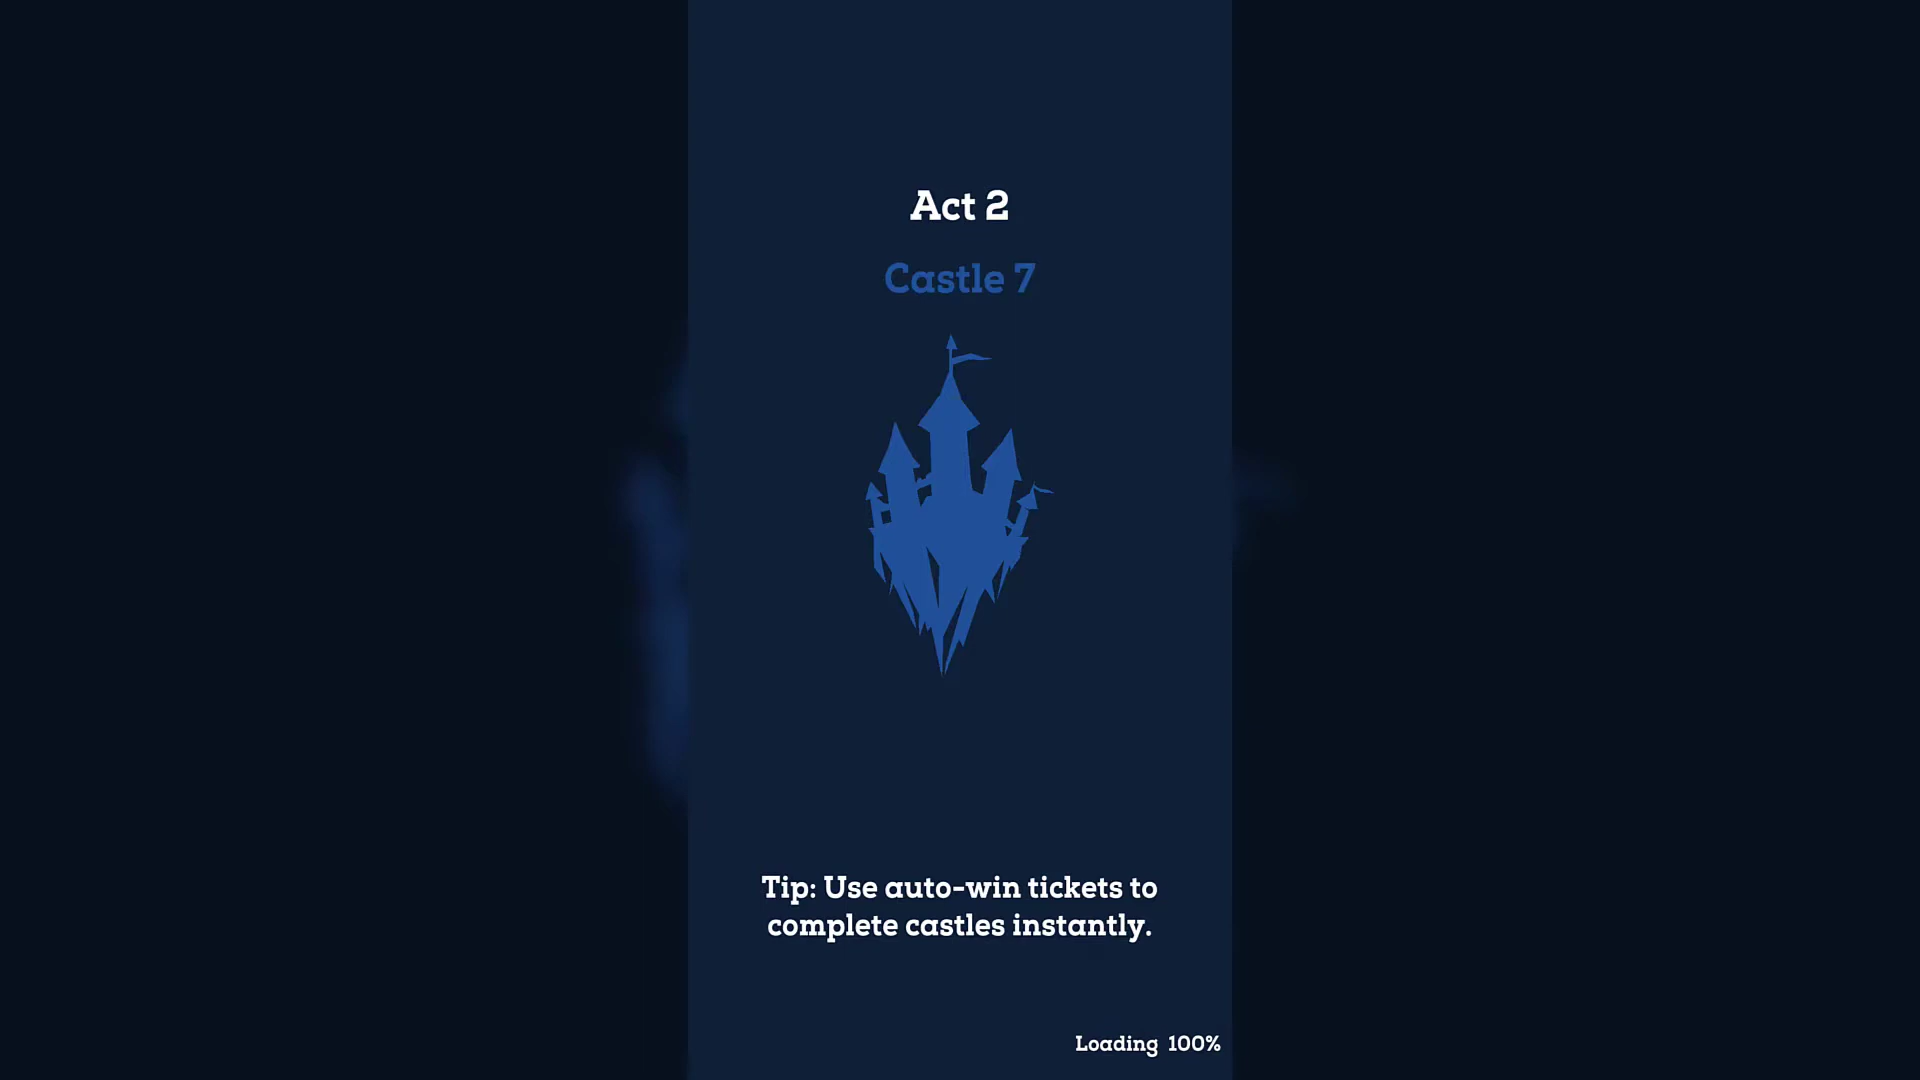 Act 2
Castle 7
Tip: Use auto-win tickets to
complete castles instantly.
Loading 100%